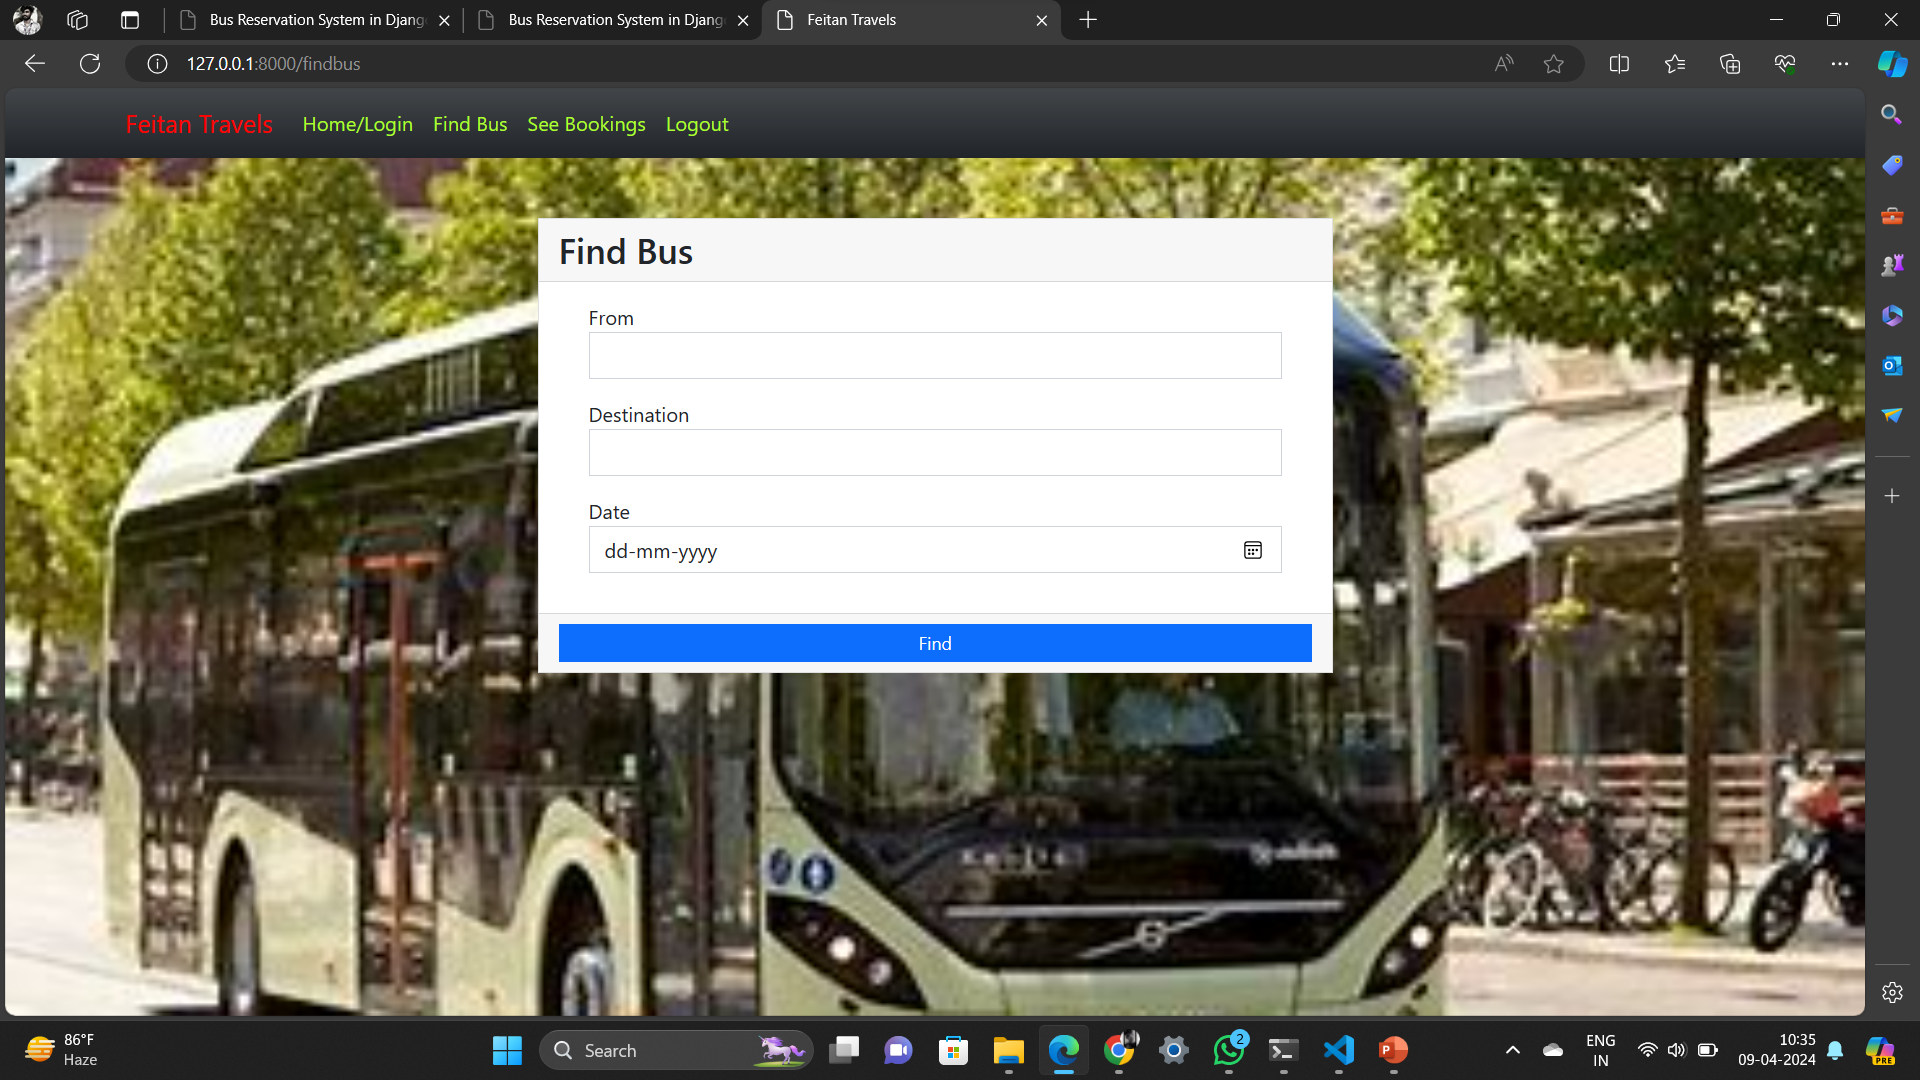 Bus Reservation System in Djang
Bus Reservation System in Djang
Feitan Travels
127.0.0.1:8000/findbus
Feitan Travels Home/Login Find Bus See Bookings Logout
Find Bus
From
Destination
Date
dd-mm-yyyy
Find
86°F
Haze
Search
2
ENG
IN
10:35
09-04-2024
PRE